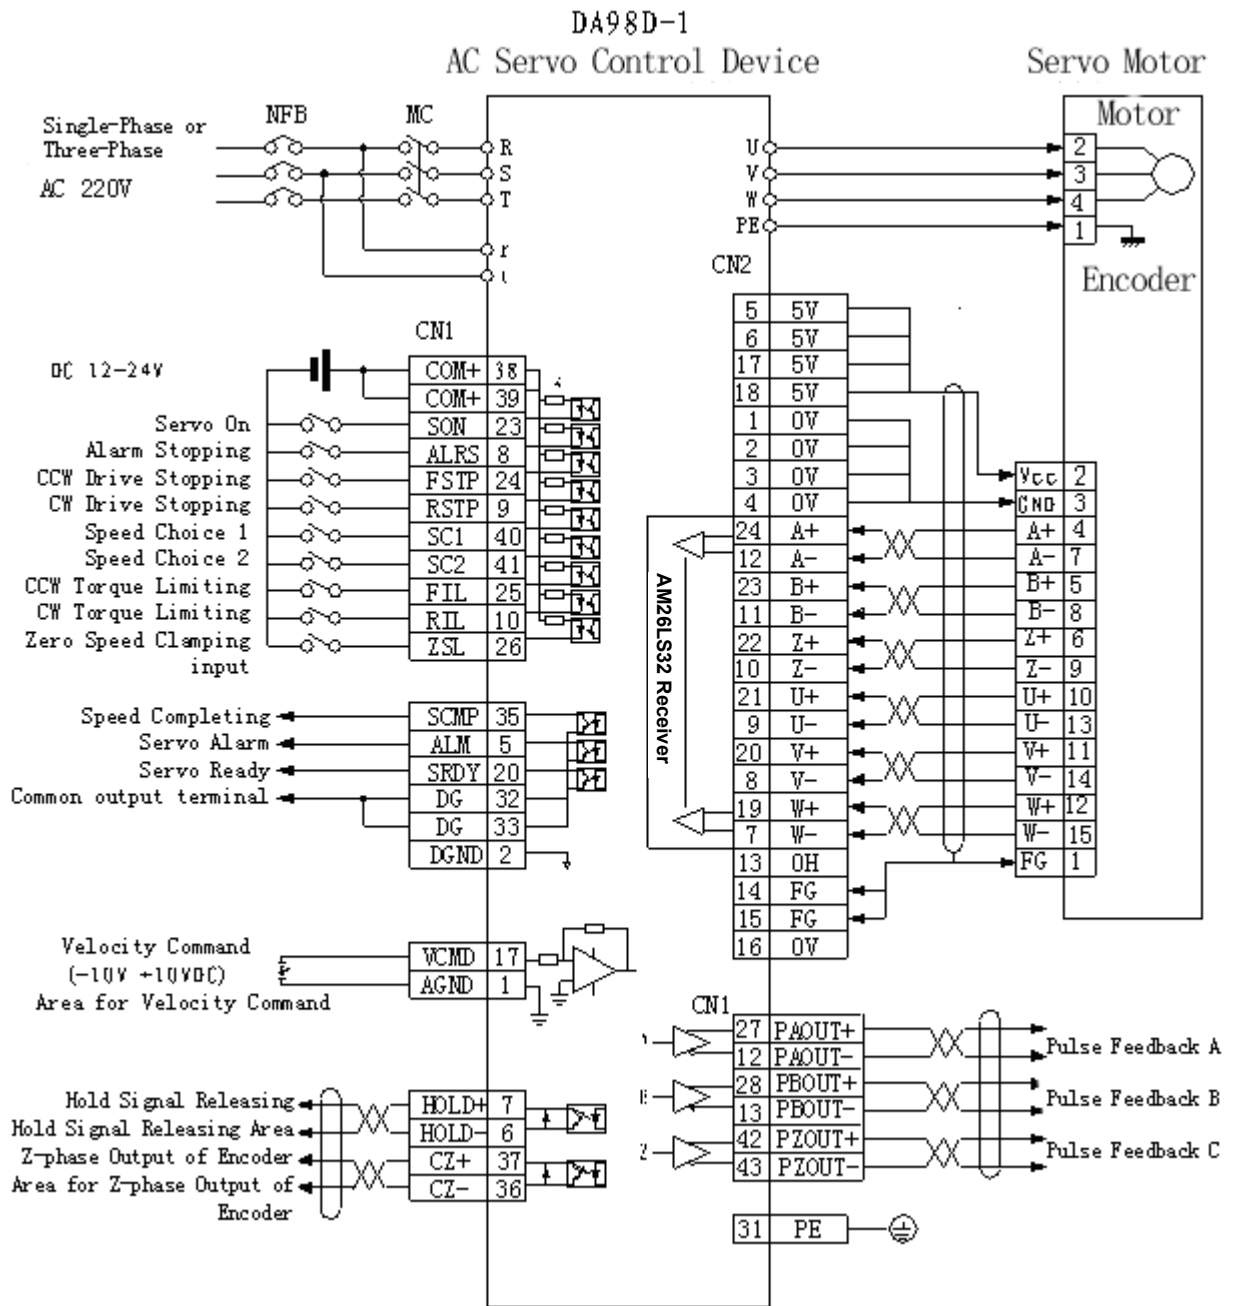 DA98D-1
AC Servo Control Device
Servo Motor
NFB
MC
Single-Phase or
Three-Phase
AC 220V
R
S
T
r
t
U
V
W
PE
Motor
2
3
4
1
Encoder
CN1
DC 12-24V
COM+ 38
COM+ 39
Servo On SON 23
Alarm Stopping ALRS 8
CCW Drive Stopping FSTP 24
CW Drive Stopping RSTP 9
Speed Choice 1 SC1 40
Speed Choice 2 SC2 41
CCW Torque Limiting FIL 25
CW Torque Limiting RIL 10
Zero Speed Clamping ZSL 26
input
Speed Completing SCMP 35
Servo Alarm ALM 5
Servo Ready SRDY 20
Common output terminal DG 32
DG 33
DGND 2
Velocity Command VCMD 17
(-10V +10VDC) AGND 1
Area for Velocity Command
Hold Signal Releasing HOLD+ 7
Hold Signal Releasing Area HOLD- 6
Z-phase Output of Encoder CZ+ 37
Area for Z-phase Output of CZ- 36
Encoder
CN2
5 5V
6 5V
17 5V
18 5V
1 0V
2 0V
3 0V
4 0V
24 A+
12 A-
23 B+
11 B-
22 Z+
10 Z-
21 U+
9 U-
20 V+
8 V-
19 W+
7 W-
13 OH
14 FG
15 FG
16 0V
AM26LS32 Receiver
Vcc 2
GND 3
A+ 4
A- 7
B+ 5
B- 8
Z+ 6
Z- 9
U+ 10
U- 13
V+ 11
V- 14
W+ 12
W- 15
FG 1
CN1
27 PAOUT+
12 PAOUT-
Pulse Feedback A
28 PBOUT+
13 PBOUT-
Pulse Feedback B
42 PZOUT+
43 PZOUT-
Pulse Feedback C
31 PE